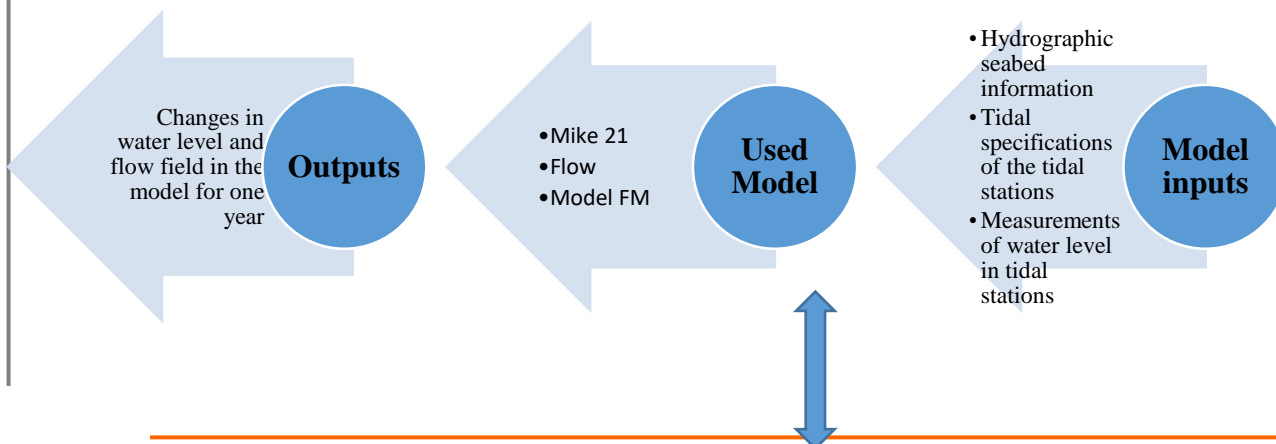 Changes in
water level and
flow field in the
model for one
year
Outputs
•Mike 21
•Flow
•Model FM
Used
Model
•Hydrographic
seabed
information
•Tidal
specifications
of the tidal
stations
•Measurements
of water level
in tidal
stations
Model
inputs